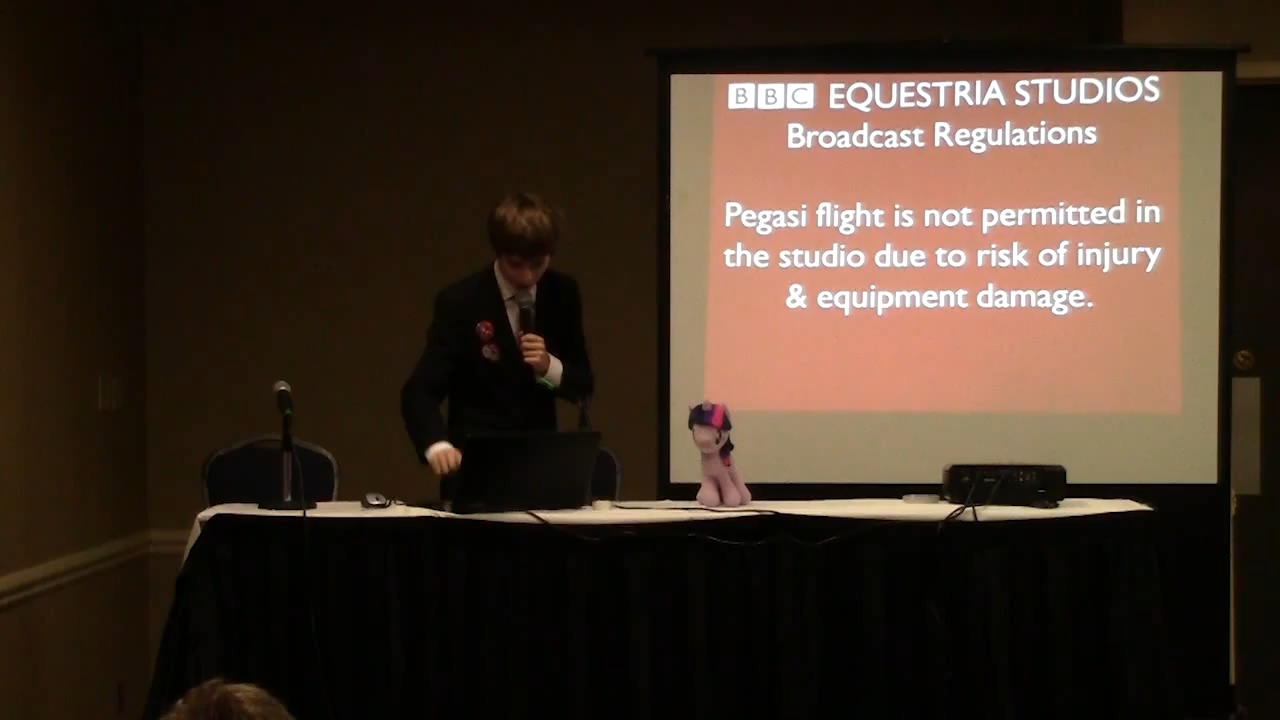 BBC EQUESTRIA STUDIOS
Broadcast Regulations
Pegasi flight is not permitted in
the studio due to risk of injury
& equipment damage.